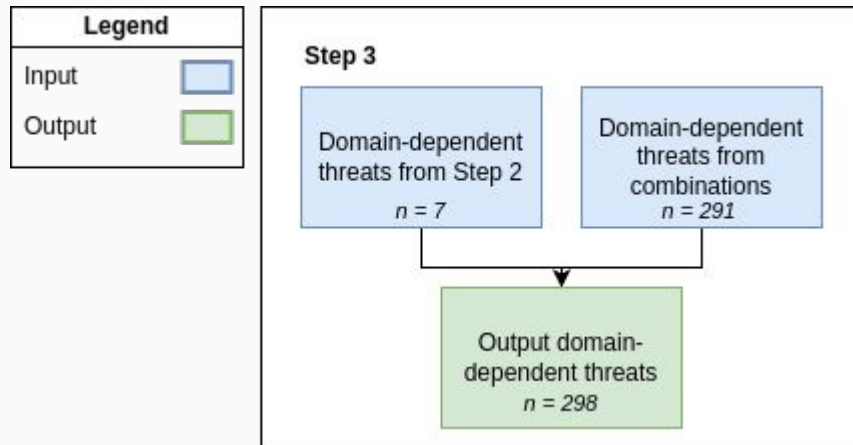 Legend
Input
Output
Step 3
Domain-dependent
threats from Step 2
n = 7
Domain-dependent
threats from
combinations
n = 291
Output domain-
dependent threats
n = 298